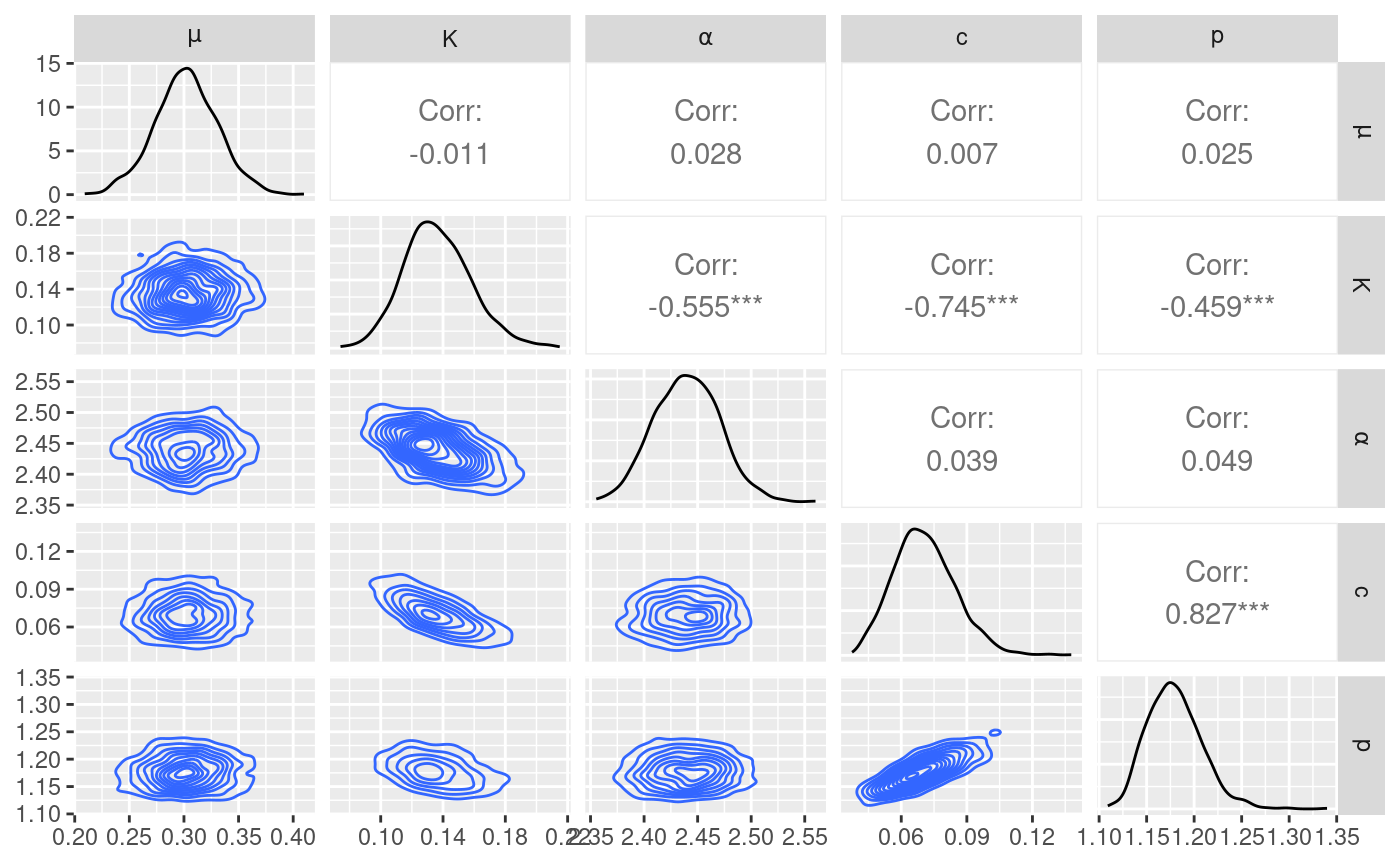 μ K α c p
15
10
5
0
Corr:
-0.011
Corr:
0.028
Corr:
0.007
Corr:
0.025
μ
0.22
0.18
0.14
0.10
Corr:
-0.555***
Corr:
-0.745***
Corr:
-0.459***
K
2.55
2.50
2.45
2.40
2.35
Corr:
0.039
Corr:
0.049
α
0.12
0.09
0.06
Corr:
0.827***
c
1.35
1.30
1.25
1.20
1.15
1.10
p
0.20 0.25 0.30 0.35 0.40 0.10 0.14 0.18 0.22 2.35 2.40 2.45 2.50 2.55 0.06 0.09 0.12 1.10 1.15 1.20 1.25 1.30 1.35